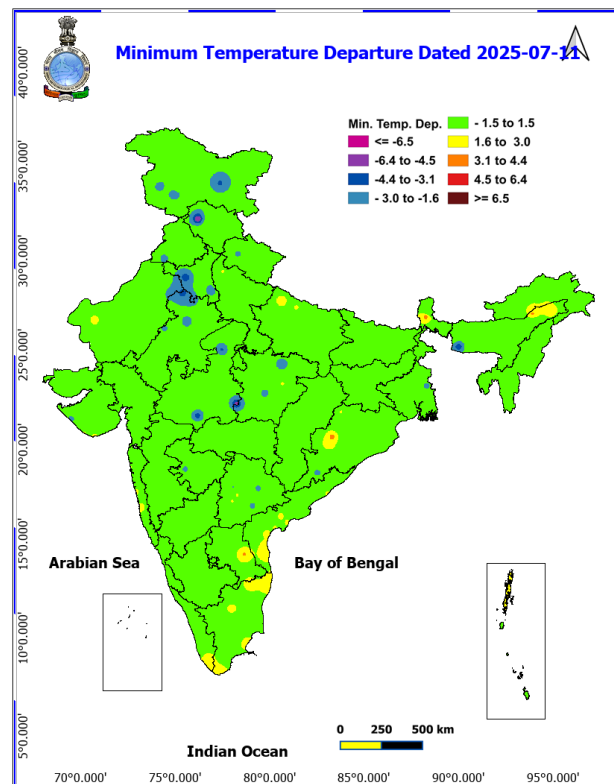 Minimum Temperature Departure Dated 2025-07-11
Min. Temp. Dep.
<= -6.5
-6.4 to -4.5
-4.4 to -3.1
- 3.0 to -1.6
- 1.5 to 1.5
1.6 to 3.0
3.1 to 4.4
4.5 to 6.4
>= 6.5
40°0.000'
35°0.000'
30°0.000'
25°0.000'
20°0.000'
15°0.000'
10°0.000'
5°0.000'
Arabian Sea
Bay of Bengal
Indian Ocean
0 250 500 km
70°0.000' 75°0.000' 80°0.000' 85°0.000' 90°0.000' 95°0.000'